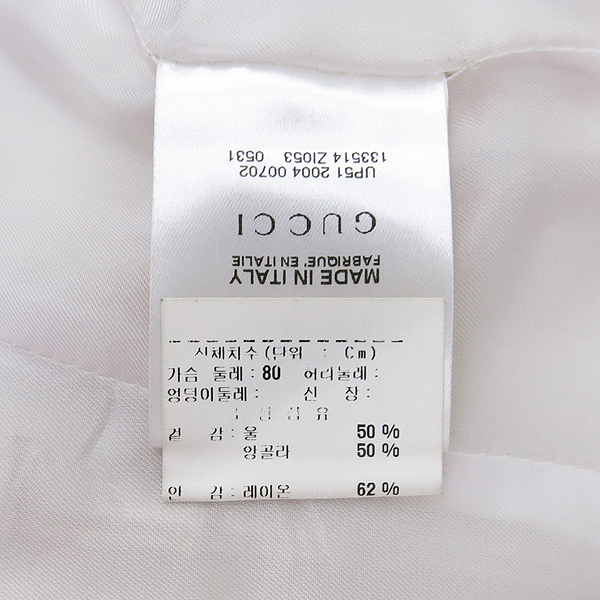 133514 ZI053 0531
UP51 2004 00702
GUCCI
FABRIQUE' EN ITALIE
MADE IN ITALY
신체치수(단위 : Cm)
가슴 둘레: 80 허리둘레:
엉덩이둘레: 신 장:
겉 감: 울 50 %
앙골라 50 %
안 감: 레이온 62 %